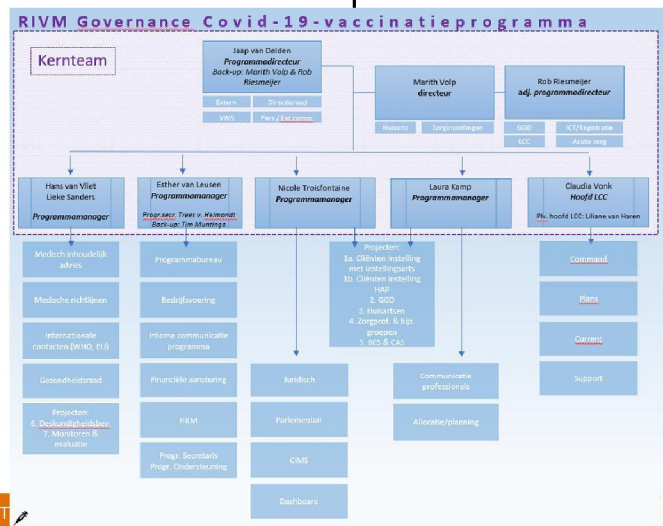 RIVM Governance Covid-19-vaccinatieprogramma
Kernteam
Jaap van Delden
Programmadirecteur
Back-up: Marith Volp & Rob
Riesmeijer
Extern
Directieraad
VWS
Pers / Ext.comm.
Marith Volp
directeur
Huisarts
Zorginstellingen
Rob Riesmeijer
adj. programmadirecteur
GGD
ICT/Registratie
LCC
Acute zorg
Hans van Vliet
Lieke Sanders
Programmamanager
Esther van Leusen
Programmamanager
Progr.secr. Trees v. Helmondt
Back-up: Tim Muntinga
Nicole Troisfontaine
Programmamanager
Laura Kamp
Programmamanager
Claudia Vonk
Hoofd LCC
Plv. hoofd LCC: Liliane van Haren
Medisch inhoudelijk
advies
Medische richtlijnen
Internationale
contacten (WHO, EU)
Gezondheidsraad
Projecten:
6. Deskundigheidsbev.
7. Monitoren &
evaluatie
Programmabureau
Bedrijfsvoering
Interne communicatie
programma
Financiële aansturing
HRM
Progr. Secretaris
Progr. Ondersteuning
Juridisch
Parlementair
CIMS
Dashboard
Projecten:
1a. Cliënten instelling
met instellingsarts
1b. Cliënten instelling
HAP
2. GGD
3. Huisartsen
4. Zorgprof. & bijz.
groepen
5. BES & CAS
Communicatie
professionals
Allocatie/planning
Command
Plans
Current
Support
T